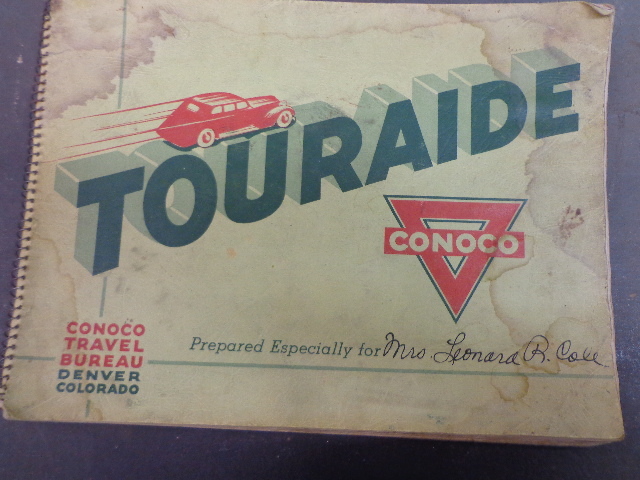 TOURAIDE
CONOCO
CONOCO
TRAVEL
BUREAU
DENVER
COLORADO
Prepared Especially for Mrs. Leonard R. Cole